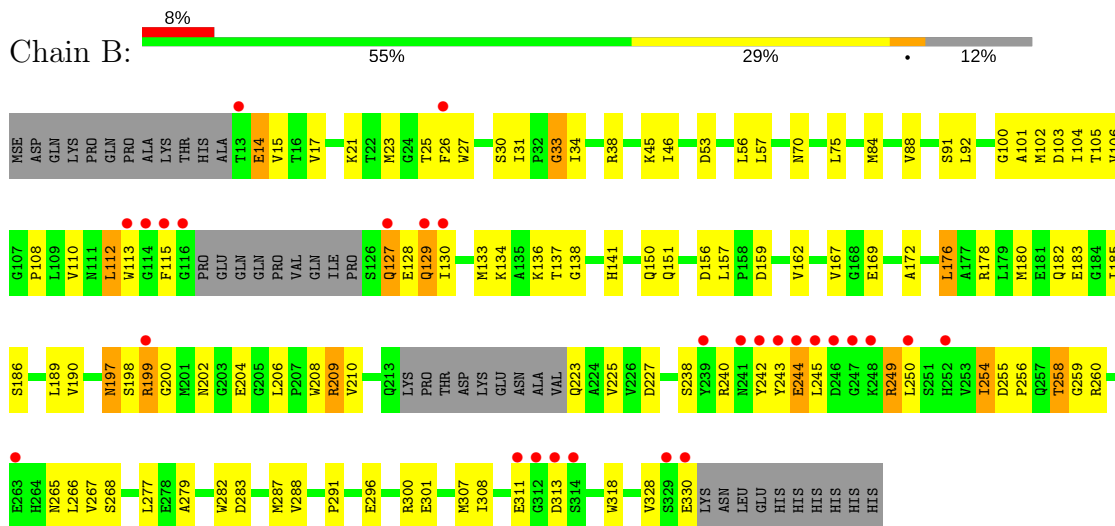 8%
Chain B:
55% 29% • 12%
MSE ASP GLN LYS PRO GLN PRO ALA LYS THR HIS ALA T13 E14 V15 T16 V17 K21 T22 M23 G24 T25 F26 W27 S30 I31 P32 G33 I34 R38 K45 I46 D53 L56 L57 N70 L75 M84 V88 S91 L92 G100 A101 M102 D103 I104 T105 V106
G107 P108 L109 V110 N111 L112 W113 G114 F115 G116 PRO GLU GLN GLN PRO VAL GLN ILE PRO S126 Q127 E128 Q129 I130 M133 K134 A135 K136 T137 G138 H141 Q150 Q151 D156 L157 P158 D159 V162 V167 G168 E169 A172 L176 A177 R178 L179 M180 E181 Q182 E183 G184 I185
S186 L189 V190 N197 S198 R199 G200 M201 N202 G203 E204 G205 L206 P207 W208 R209 V210 Q213 LYS PRO THR ASP LYS GLU ASN ALA VAL Q223 A224 V225 V226 D227 S238 Y239 R240 N241 Y242 Y243 E244 L245 D246 G247 K248 R249 L250 S251 H252 V253 I254 D255 P256 Q257 T258 G259 R260
E263 H264 N265 L266 V267 S268 L277 E278 A279 W282 D283 M287 V288 P291 E296 R300 E301 M307 I308 E311 G312 D313 S314 W318 V328 S329 E330 LYS ASN LEU GLU HIS HIS HIS HIS HIS HIS